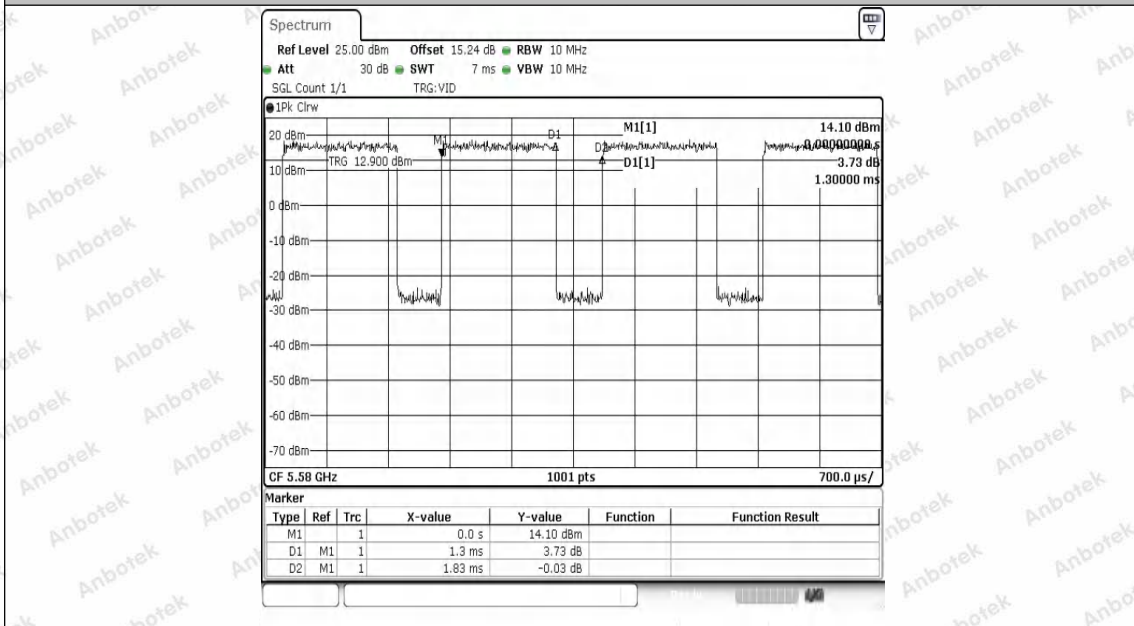 Spectrum
Ref Level 25.00 dBm Offset 15.24 dB RBW 10 MHz
Att 30 dB SWT 7 ms VBW 10 MHz
SGL Count 1/1 TRG:VID
1Pk Clrw
M1[1] 14.10 dBm
0.00000000 s
D1[1] 3.73 dB
1.30000 ms
20 dBm
M1 D1 D2
TRG 12.900 dBm
10 dBm
0 dBm
-10 dBm
-20 dBm
-30 dBm
-40 dBm
-50 dBm
-60 dBm
-70 dBm
CF 5.58 GHz 1001 pts 700.0 µs/
Marker
Type Ref Trc X-value Y-value Function Function Result
M1 1 0.0 s 14.10 dBm
D1 M1 1 1.3 ms 3.73 dB
D2 M1 1 1.83 ms -0.03 dB
Anbotek